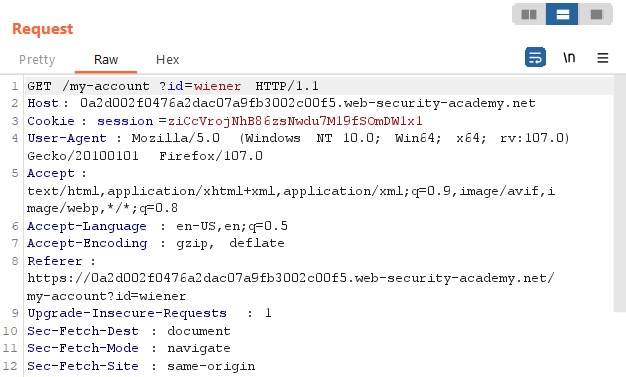 Request
Pretty Raw Hex \n
1 GET /my-account ?id=wiener HTTP/1.1
2 Host : 0a2d002f0476a2dac07a9fb3002c00f5.web-security-academy.net
3 Cookie : session =ziCcVrojNhB86zsNwdu7M19fSOmDW1x1
4 User-Agent : Mozilla/5.0 (Windows NT 10.0; Win64; x64; rv:107.0)
Gecko/20100101 Firefox/107.0
5 Accept :
text/html,application/xhtml+xml,application/xml;q=0.9,image/avif,i
mage/webp,*/*;q=0.8
6 Accept-Language : en-US,en;q=0.5
7 Accept-Encoding : gzip, deflate
8 Referer :
https://0a2d002f0476a2dac07a9fb3002c00f5.web-security-academy.net/
my-account?id=wiener
9 Upgrade-Insecure-Requests : 1
10 Sec-Fetch-Dest : document
11 Sec-Fetch-Mode : navigate
12 Sec-Fetch-Site : same-origin